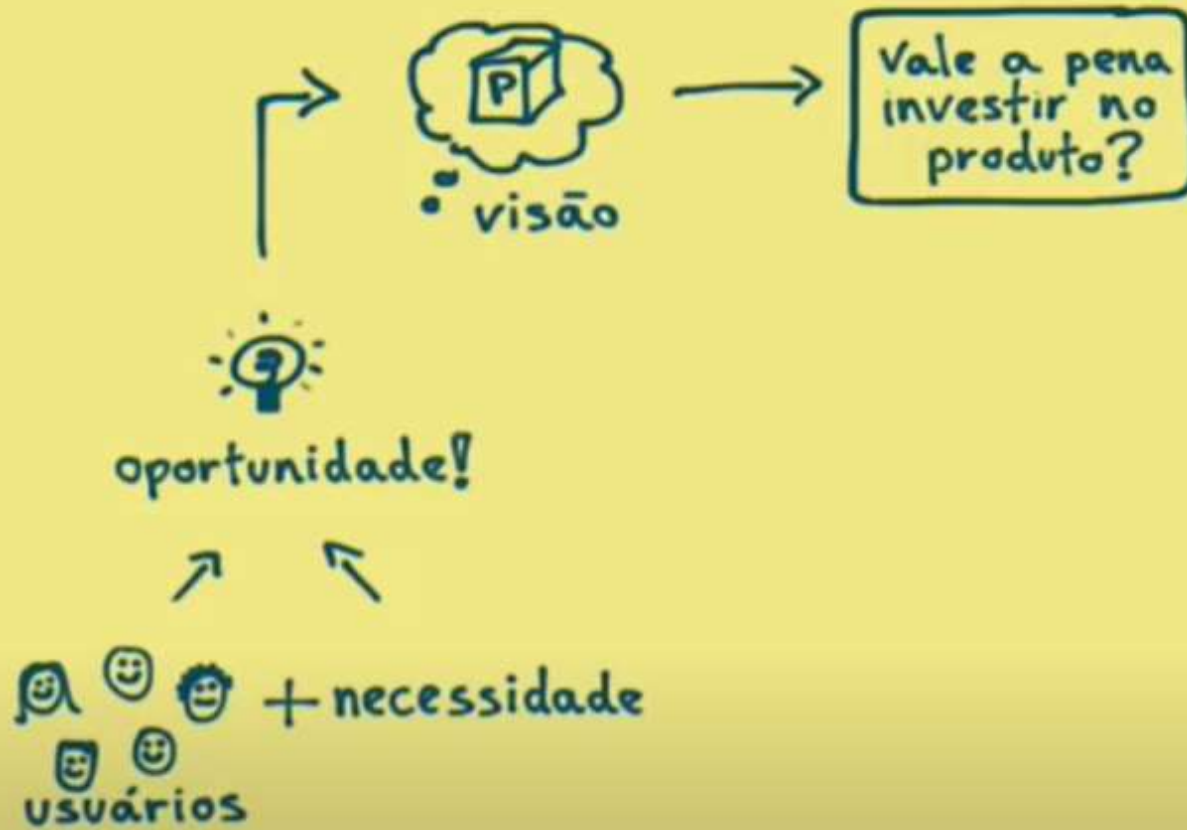 P
visão
Vale a pena
investir no
produto?
oportunidade!
+ necessidade
usuários